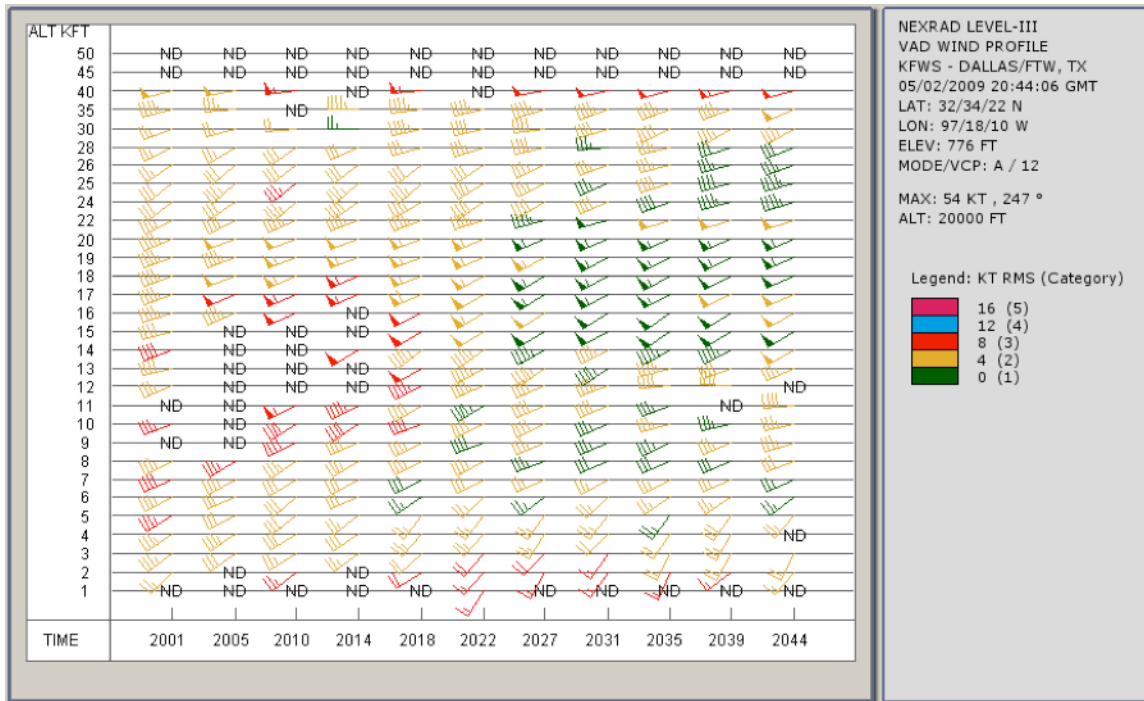 ALT KFT
50 ND ND ND ND ND ND ND ND ND ND ND
45 ND ND ND ND ND ND ND ND ND ND ND
40 ND ND
35 ND
30
28
26
25
24
22
20
19
18
17
16 ND
15 ND ND ND
14 ND ND
13 ND ND ND
12 ND ND ND ND
11 ND ND ND
10 ND
9 ND ND
8
7
6
5
4 ND
3
2 ND ND
1 ND ND ND ND ND ND ND ND ND ND
TIME 2001 2005 2010 2014 2018 2022 2027 2031 2035 2039 2044
NEXRAD LEVEL-III
VAD WIND PROFILE
KFWS - DALLAS/FTW, TX
05/02/2009 20:44:06 GMT
LAT: 32/34/22 N
LON: 97/18/10 W
ELEV: 776 FT
MODE/VCP: A / 12
MAX: 54 KT , 247 °
ALT: 20000 FT
Legend: KT RMS (Category)
16 (5)
12 (4)
8 (3)
4 (2)
0 (1)